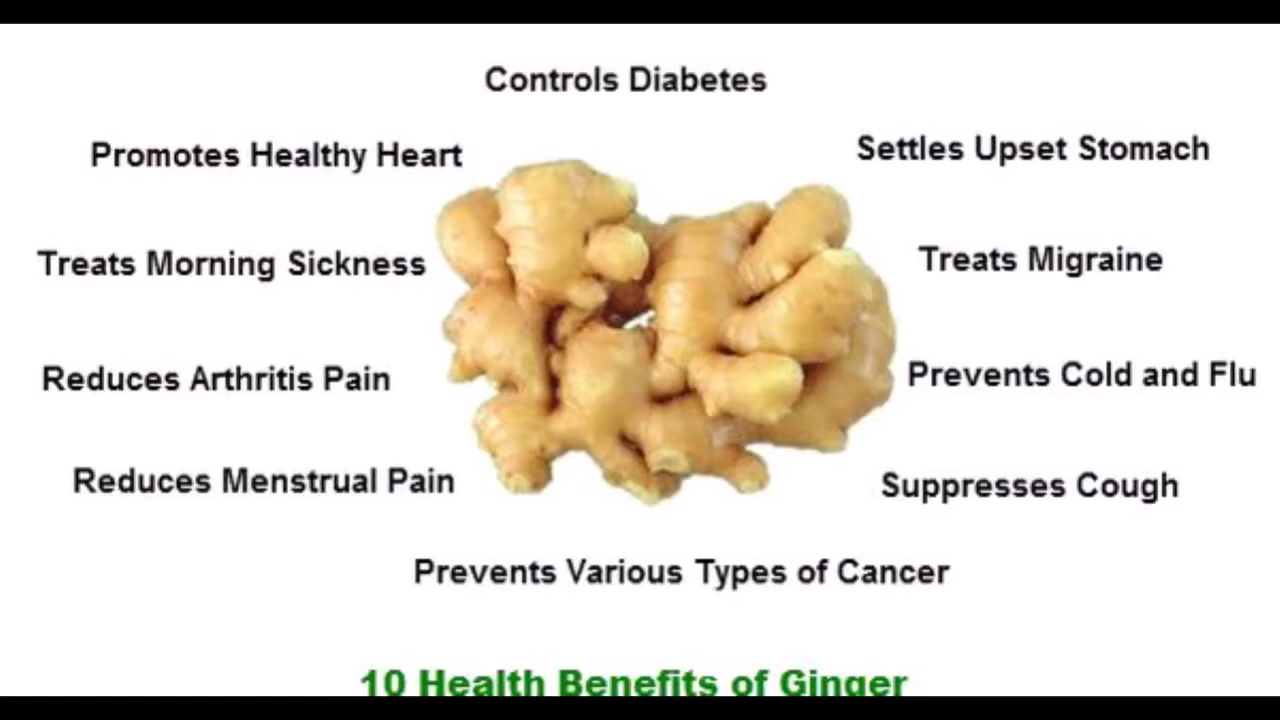 Controls Diabetes
Promotes Healthy Heart
Settles Upset Stomach
Treats Morning Sickness
Treats Migraine
Reduces Arthritis Pain
Prevents Cold and Flu
Reduces Menstrual Pain
Suppresses Cough
Prevents Various Types of Cancer
10 Health Benefits of Ginger